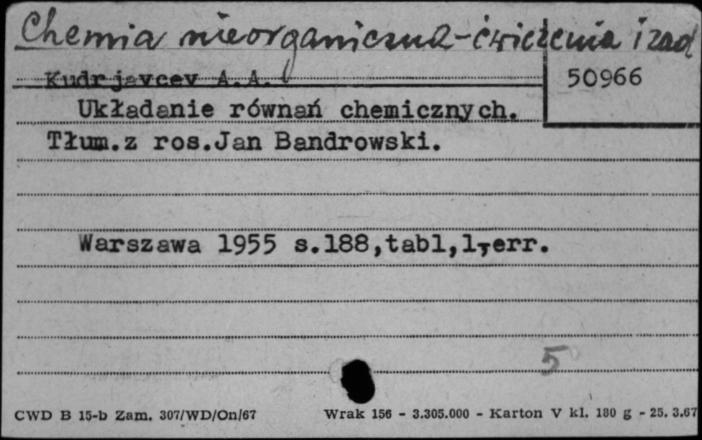 Chemia nieorganiczna - ćwiczenia i zad
Kudrjavcev A.A.
50966
Układanie równań chemicznych.
Tłum.z ros.Jan Bandrowski.
Warszawa 1955 s.188,tabl,1,err.
5
CWD B 15-b Zam. 307/WD/On/67 Wrak 156 - 3.305.000 - Karton V kl. 180 g - 25. 3.67